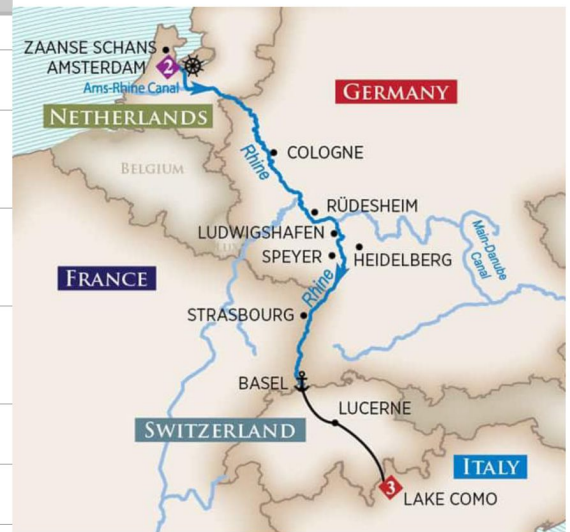 ZAANSE SCHANS
AMSTERDAM
2
Ams-Rhine Canal
NETHERLANDS
GERMANY
BELGIUM
COLOGNE
Rhine
RÜDESHEIM
LUDWIGSHAFEN
SPEYER
HEIDELBERG
Main-Danube
Canal
FRANCE
Rhine
STRASBOURG
BASEL
LUCERNE
SWITZERLAND
ITALY
3
LAKE COMO